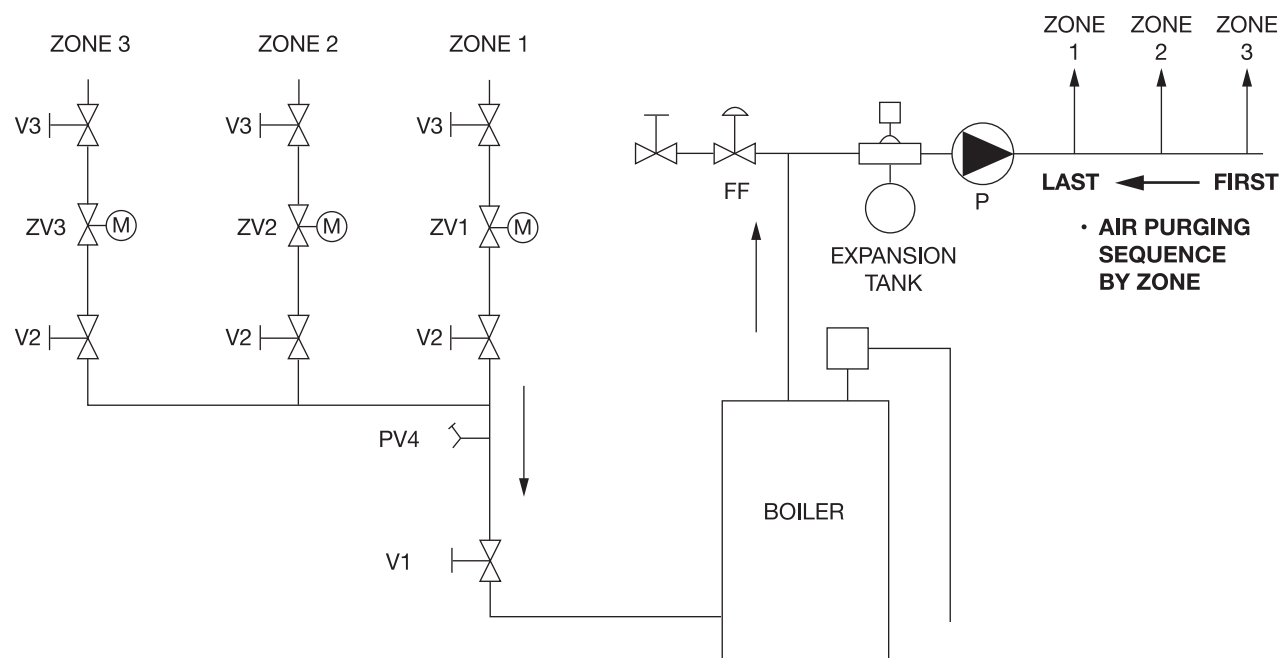 ZONE 3
ZONE 2
ZONE 1
ZONE
1
ZONE
2
ZONE
3
V3
V3
V3
FF
P
LAST
FIRST
ZV3
M
ZV2
M
ZV1
M
EXPANSION
TANK
· AIR PURGING
SEQUENCE
BY ZONE
V2
V2
V2
PV4
BOILER
V1